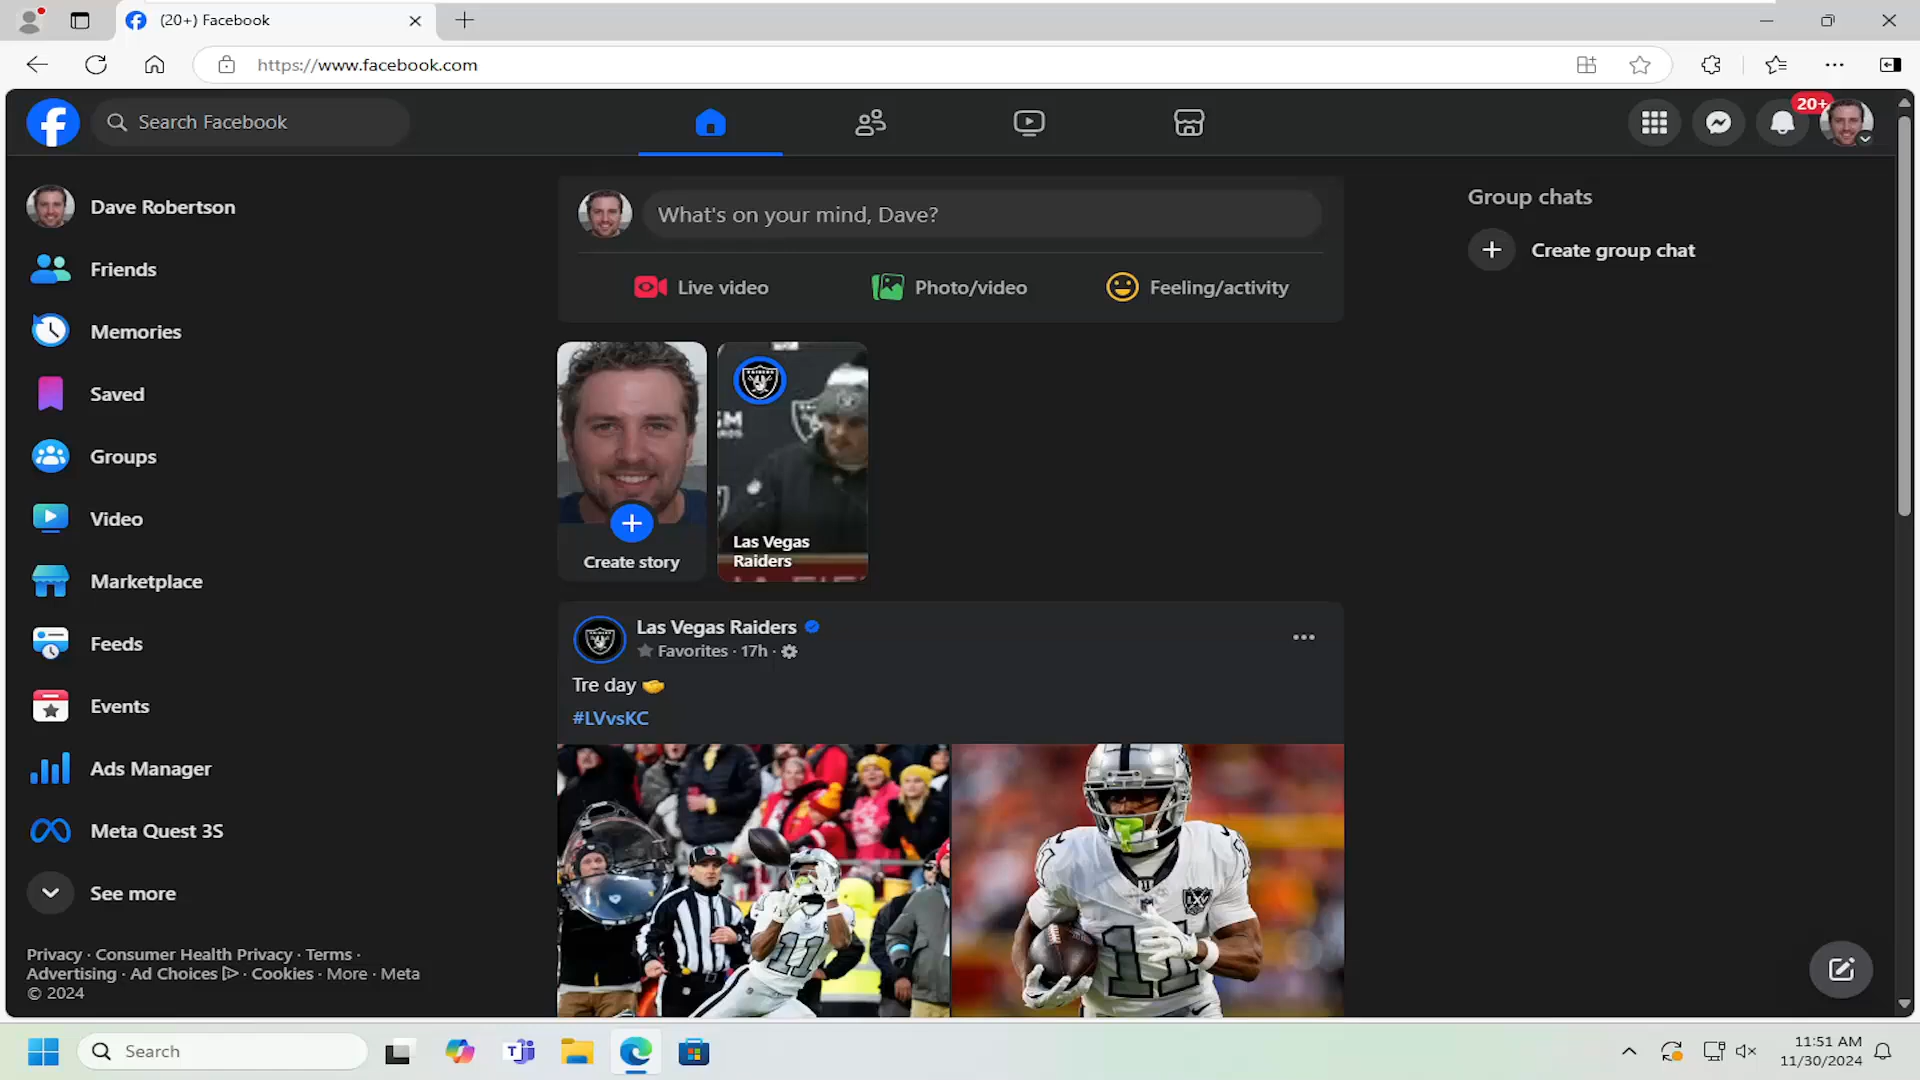 (20+) Facebook
https://www.facebook.com
Search Facebook
20+
Dave Robertson
Friends
Memories
Saved
Groups
Video
Marketplace
Feeds
Events
Ads Manager
Meta Quest 3S
See more
Privacy · Consumer Health Privacy · Terms ·
Advertising · Ad Choices · Cookies · More · Meta
© 2024
What's on your mind, Dave?
Live video
Photo/video
Feeling/activity
Create story
Las Vegas
Raiders
Las Vegas Raiders
Favorites · 17h ·
Tre day
#LVvsKC
11
11
Group chats
Create group chat
Search
11:51 AM
11/30/2024